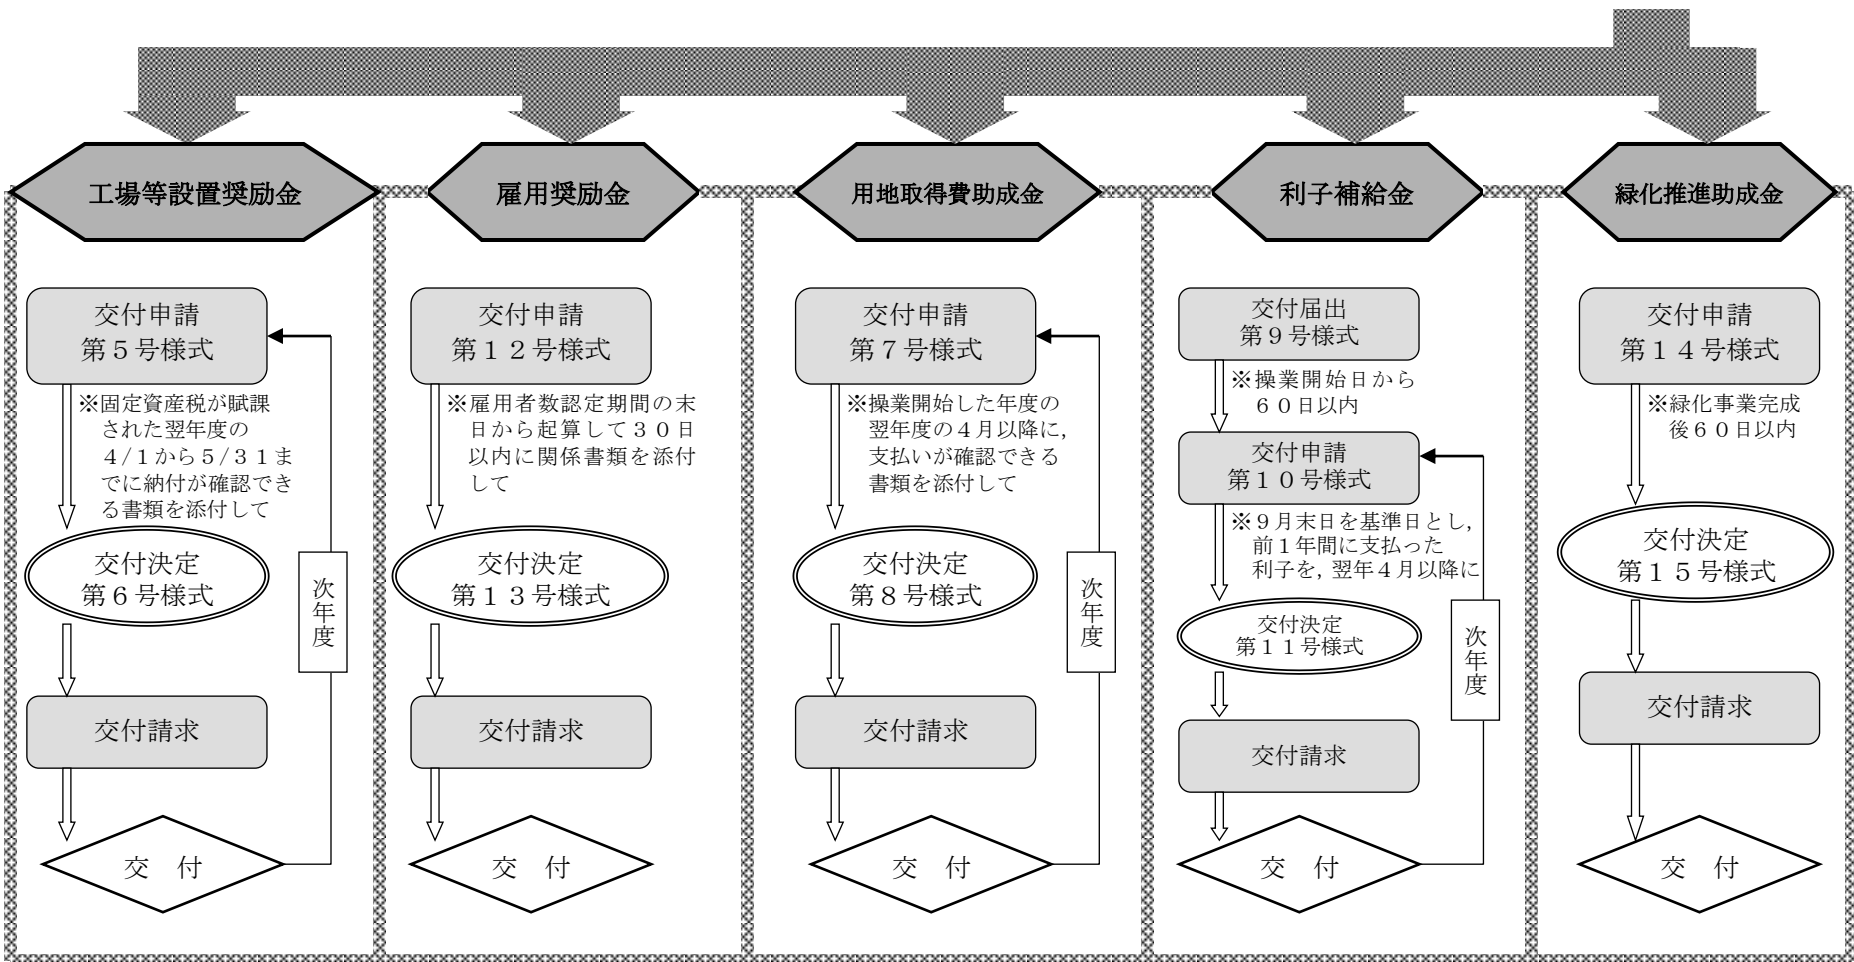 工場等設置奨励金
交付申請
第５号様式
※固定資産税が賦課
された翌年度の
４/１から５/３１ま
でに納付が確認でき
る書類を添付して
交付決定
第６号様式
次年度
交付請求
交　付
雇用奨励金
交付申請
第１２号様式
※雇用者数認定期間の末
日から起算して３０日
以内に関係書類を添付
して
交付決定
第１３号様式
交付請求
交　付
用地取得費助成金
交付申請
第７号様式
※操業開始した年度の
翌年度の４月以降に，
支払いが確認できる
書類を添付して
交付決定
第８号様式
次年度
交付請求
交　付
利子補給金
交付届出
第９号様式
※操業開始日から
６０日以内
交付申請
第１０号様式
※９月末日を基準日とし，
前１年間に支払った
利子を，翌年４月以降に
交付決定
第１１号様式
次年度
交付請求
交　付
緑化推進助成金
交付申請
第１４号様式
※緑化事業完成
後６０日以内
交付決定
第１５号様式
交付請求
交　付